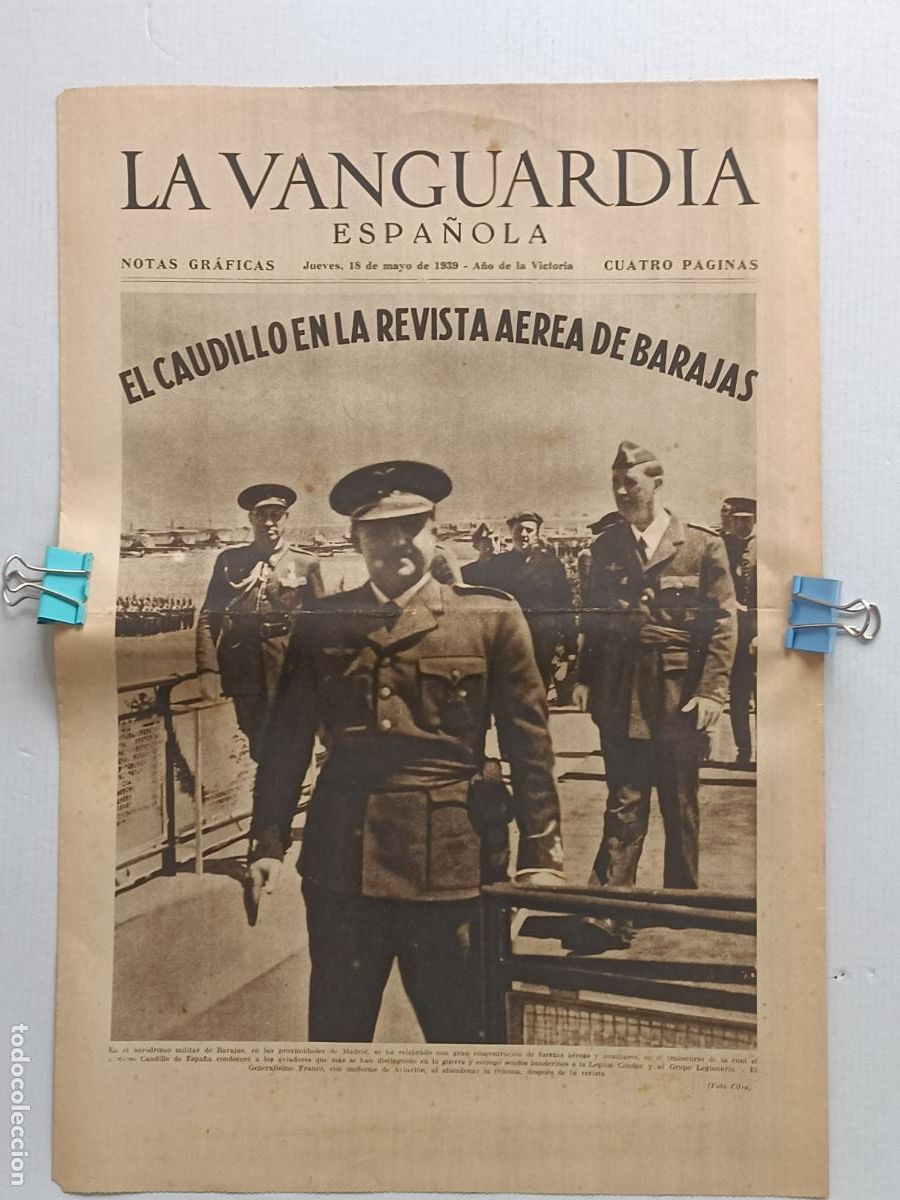 LA VANGUARDIA
ESPAÑOLA
NOTAS GRÁFICAS Jueves, 18 de mayo de 1939 - Año de la Victoria CUATRO PAGINAS
EL CAUDILLO EN LA REVISTA AEREA DE BARAJAS
En el aerodromo militar de Barajas, en las proximidades de Madrid, se ha celebrado una gran concentración de fuerzas aéreas y auxiliares, en el transcurso de la cual el
Caudillo de España condecoró a los aviadores que más se han distinguido en la guerra y entregó sendos banderines a la Legión Condor y al Grupo Legionario - El
Generalísimo Franco, con uniforme de Aviación, al abandonar la tribuna, después de la revista.
(Foto Cifra)
todocoleccion